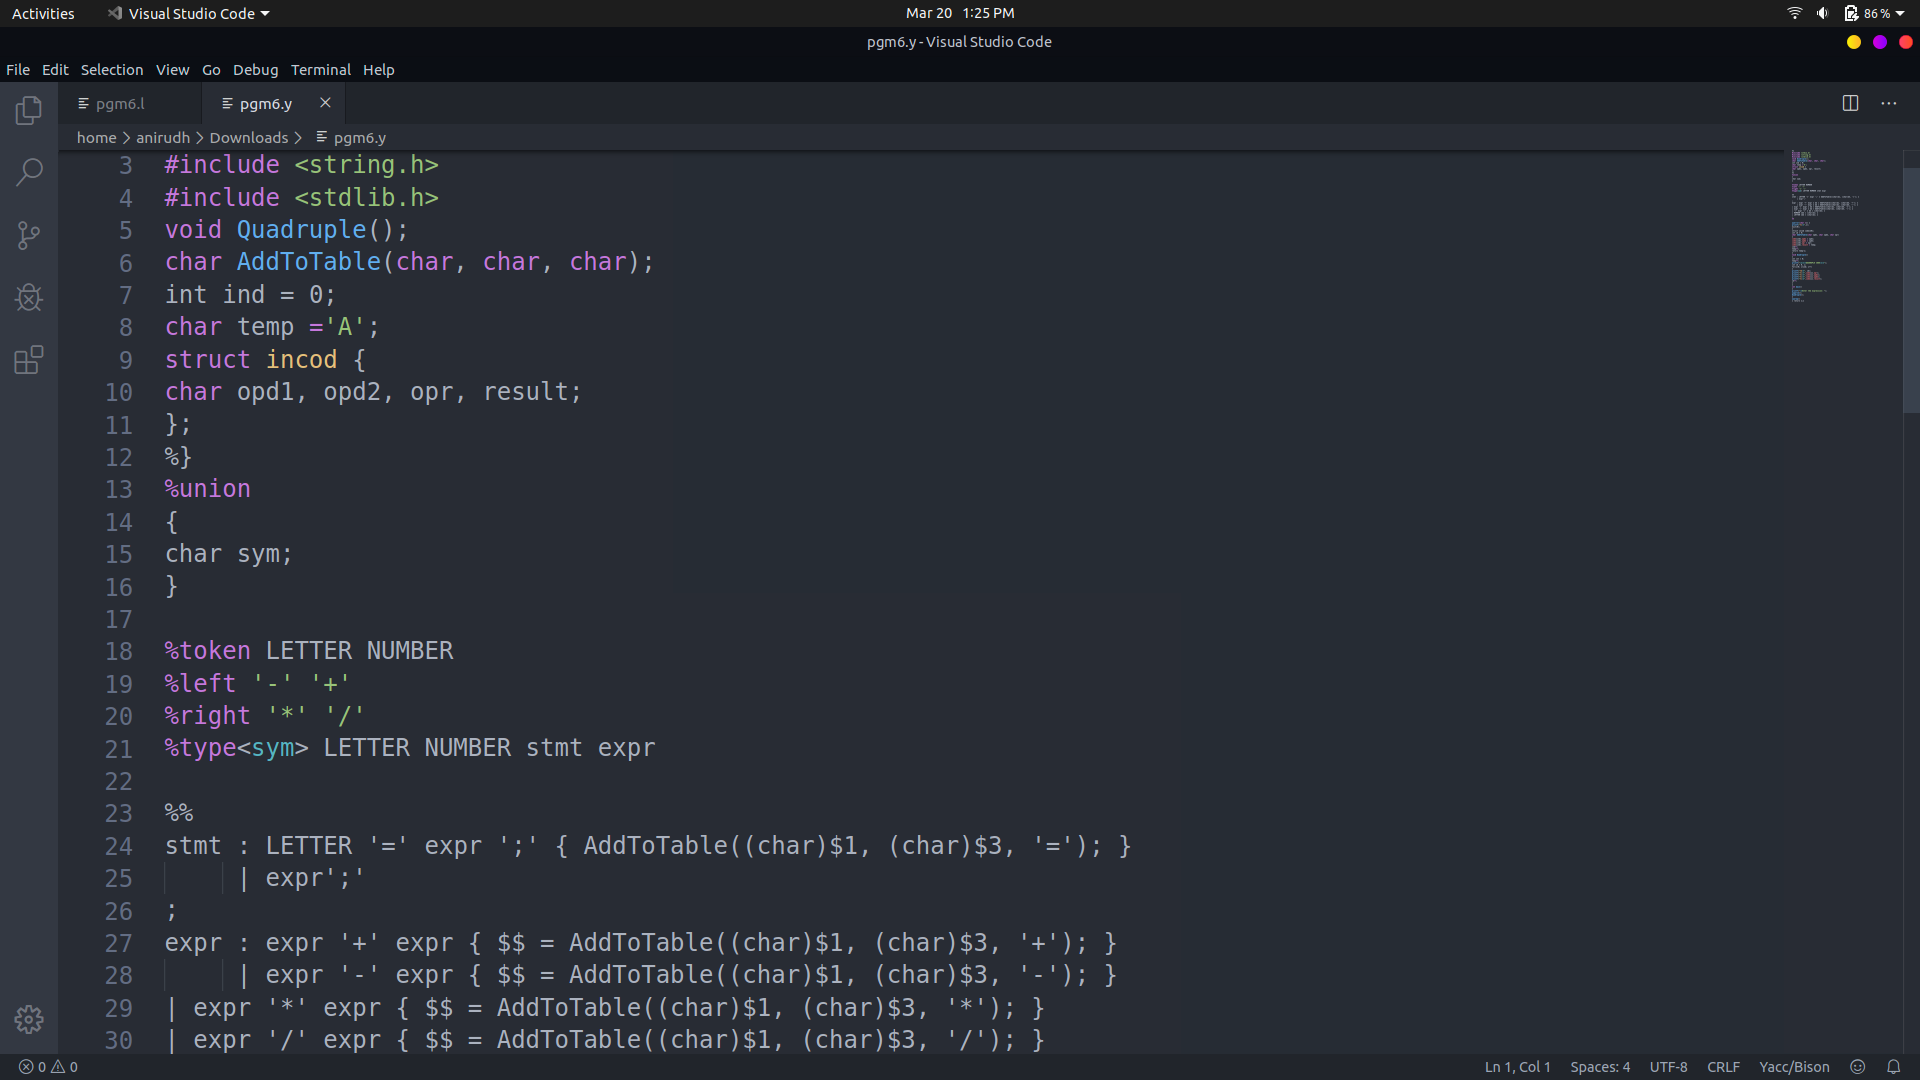 Activities Visual Studio Code Mar 20 1:25 PM 86 %
pgm6.y - Visual Studio Code
File Edit Selection View Go Debug Terminal Help
pgm6.l pgm6.y
home > anirudh > Downloads > pgm6.y
3 #include <string.h>
4 #include <stdlib.h>
5 void Quadruple();
6 char AddToTable(char, char, char);
7 int ind = 0;
8 char temp ='A';
9 struct incod {
10 char opd1, opd2, opr, result;
11 };
12 %}
13 %union
14 {
15 char sym;
16 }
17
18 %token LETTER NUMBER
19 %left '-' '+'
20 %right '*' '/'
21 %type<sym> LETTER NUMBER stmt expr
22
23 %%
24 stmt : LETTER '=' expr ';' { AddToTable((char)$1, (char)$3, '='); }
25 | expr';'
26 ;
27 expr : expr '+' expr { $$ = AddToTable((char)$1, (char)$3, '+'); }
28 | expr '-' expr { $$ = AddToTable((char)$1, (char)$3, '-'); }
29 | expr '*' expr { $$ = AddToTable((char)$1, (char)$3, '*'); }
30 | expr '/' expr { $$ = AddToTable((char)$1, (char)$3, '/'); }
0 0 Ln 1, Col 1 Spaces: 4 UTF-8 CRLF Yacc/Bison